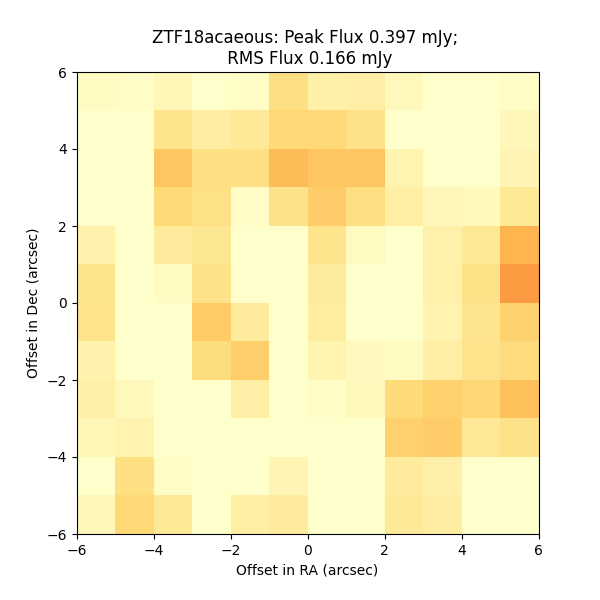 ZTF18acaeous: Peak Flux 0.397 mJy;
RMS Flux 0.166 mJy
6
4
2
0
−2
−4
−6
Offset in Dec (arcsec)
−6 −4 −2 0 2 4 6
Offset in RA (arcsec)